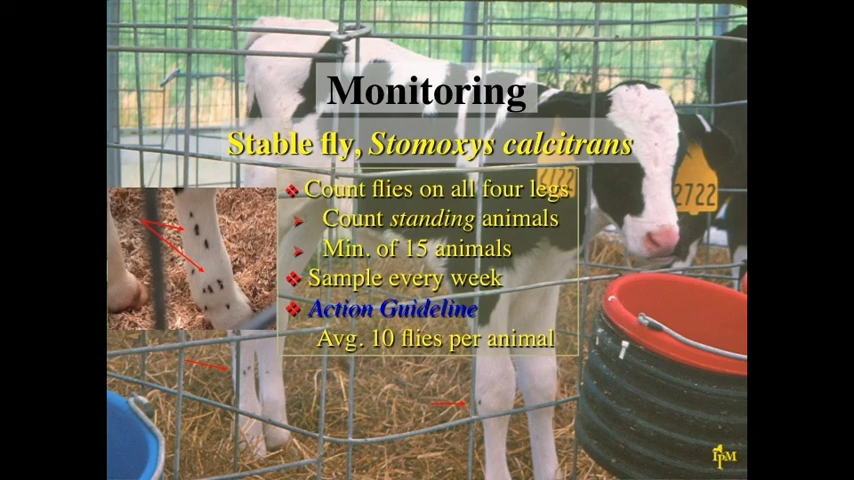 Monitoring
Stable fly, Stomoxys calcitrans
❖ Count flies on all four legs
➤ Count standing animals
➤ Min. of 15 animals
❖ Sample every week
❖ Action Guideline
Avg. 10 flies per animal
2722
2722
IPM